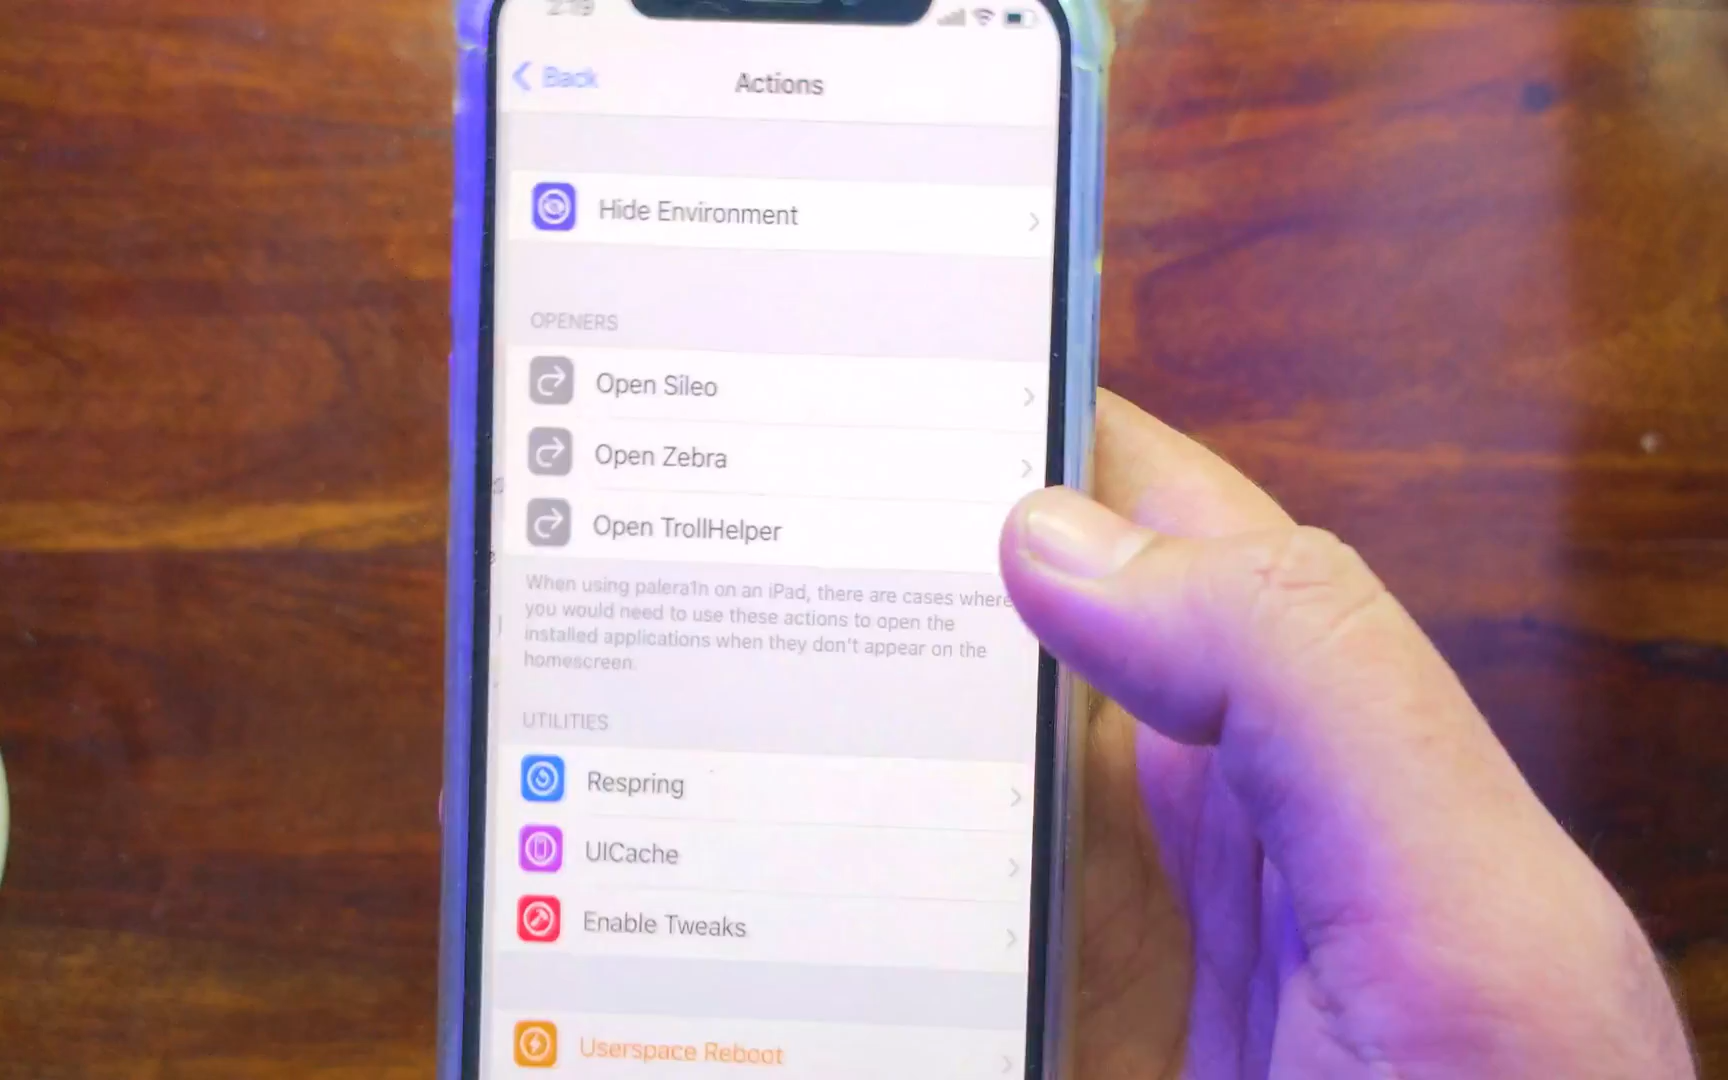 2:19
Back
Actions
Hide Environment
OPENERS
Open Sileo
Open Zebra
Open TrollHelper
When using palera1n on an iPad, there are cases where
you would need to use these actions to open the
installed applications when they don't appear on the
homescreen.
UTILITIES
Respring
UICache
Enable Tweaks
Userspace Reboot